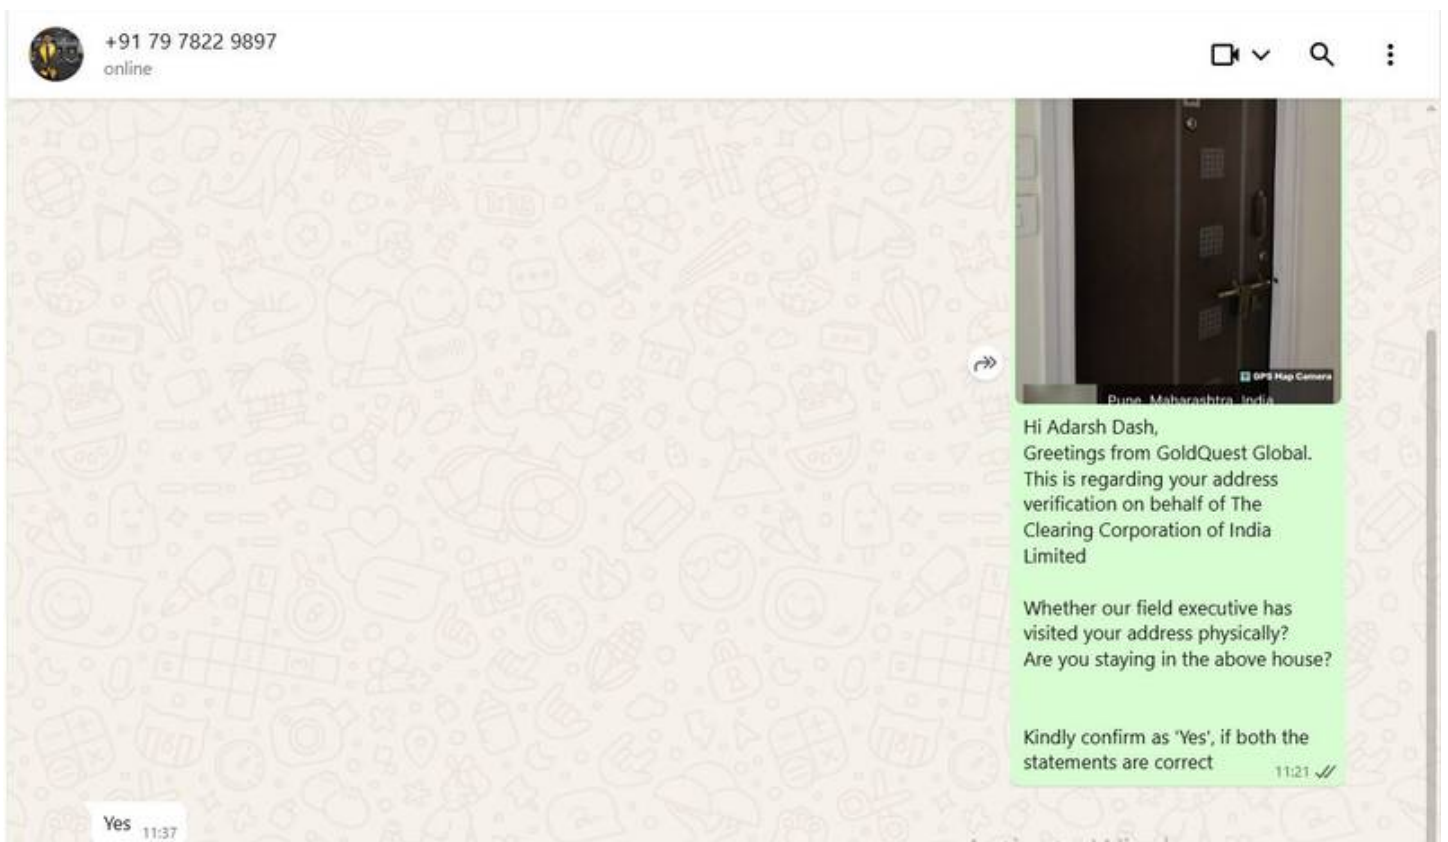 +91 79 7822 9897
online
GPS Map Camera
Pune, Maharashtra, India
Hi Adarsh Dash,
Greetings from GoldQuest Global.
This is regarding your address
verification on behalf of The
Clearing Corporation of India
Limited
Whether our field executive has
visited your address physically?
Are you staying in the above house?
Kindly confirm as 'Yes', if both the
statements are correct
11:21
Yes 11:37